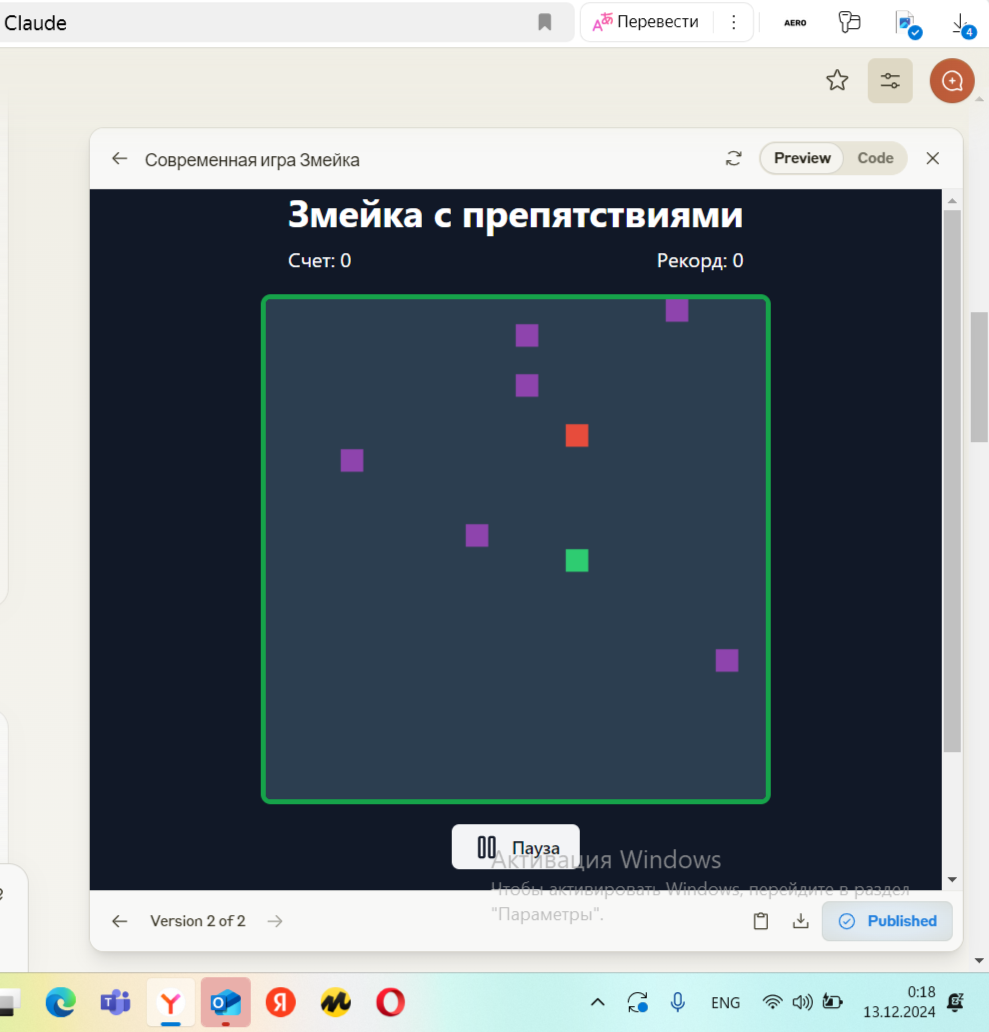 Claude
Перевести
AERO
4
Современная игра Змейка
Preview
Code
Змейка с препятствиями
Счет: 0
Рекорд: 0
Пауза
Активация Windows
Чтобы активировать Windows, перейдите в раздел
"Параметры".
Version 2 of 2
Published
ENG
0:18
13.12.2024